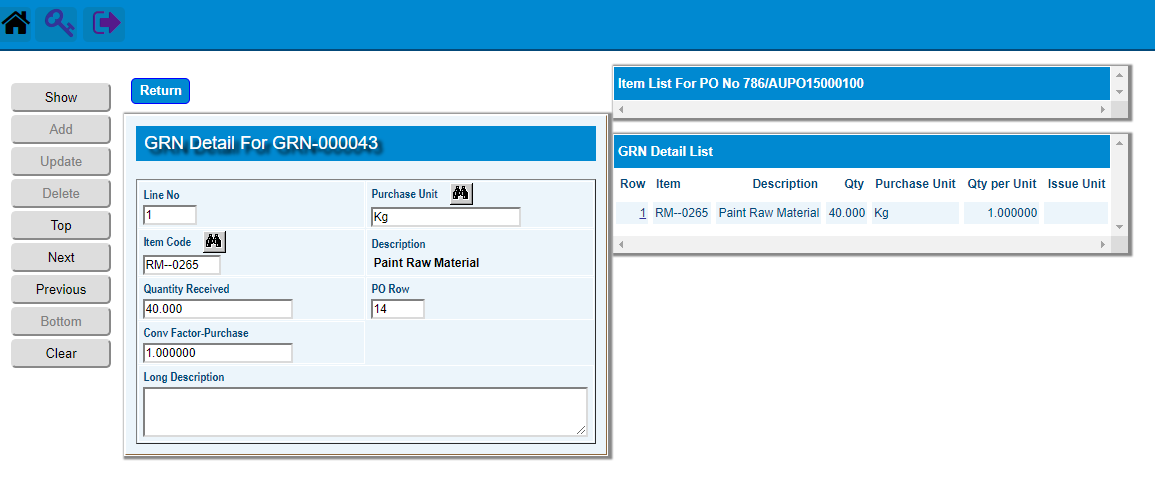 Show
Add
Update
Delete
Top
Next
Previous
Bottom
Clear
Return
GRN Detail For GRN-000043
Line No
1
Purchase Unit
Kg
Item Code
RM--0265
Description
Paint Raw Material
Quantity Received
40.000
PO Row
14
Conv Factor-Purchase
1.000000
Long Description
Item List For PO No 786/AUPO15000100
GRN Detail List
Row Item Description Qty Purchase Unit Qty per Unit Issue Unit
1 RM--0265 Paint Raw Material 40.000 Kg 1.000000